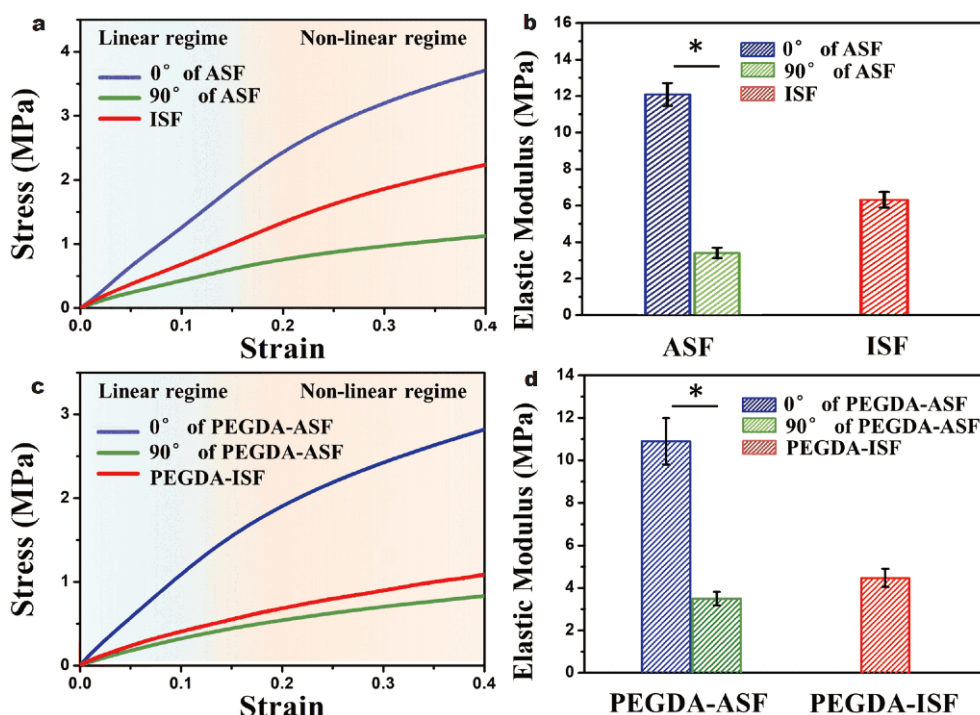 a
Linear regime Non-linear regime
0° of ASF
90° of ASF
ISF
Stress (MPa)
4
3
2
1
0
0.0 0.1 0.2 0.3 0.4
Strain
b
*
0° of ASF
90° of ASF
ISF
Elastic Modulus (MPa)
16
14
12
10
8
6
4
2
0
ASF ISF
c
Linear regime Non-linear regime
0° of PEGDA-ASF
90° of PEGDA-ASF
PEGDA-ISF
Stress (MPa)
3
2
1
0
0.0 0.1 0.2 0.3 0.4
Strain
d
*
0° of PEGDA-ASF
90° of PEGDA-ASF
PEGDA-ISF
Elastic Modulus (MPa)
14
12
10
8
6
4
2
0
PEGDA-ASF PEGDA-ISF